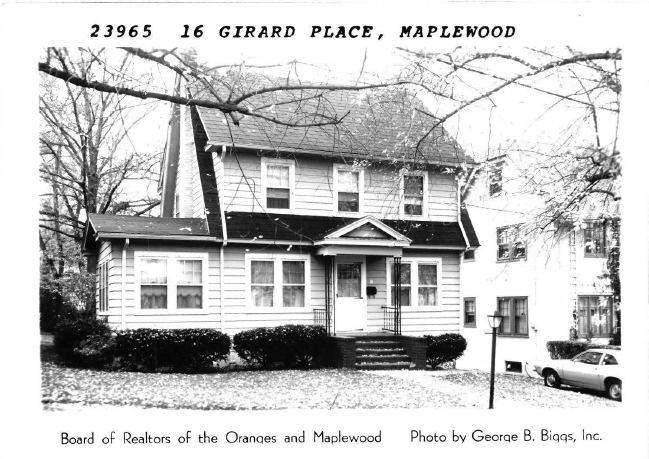 23965 16 GIRARD PLACE, MAPLEWOOD
Board of Realtors of the Oranges and Maplewood Photo by George B. Biggs, Inc.